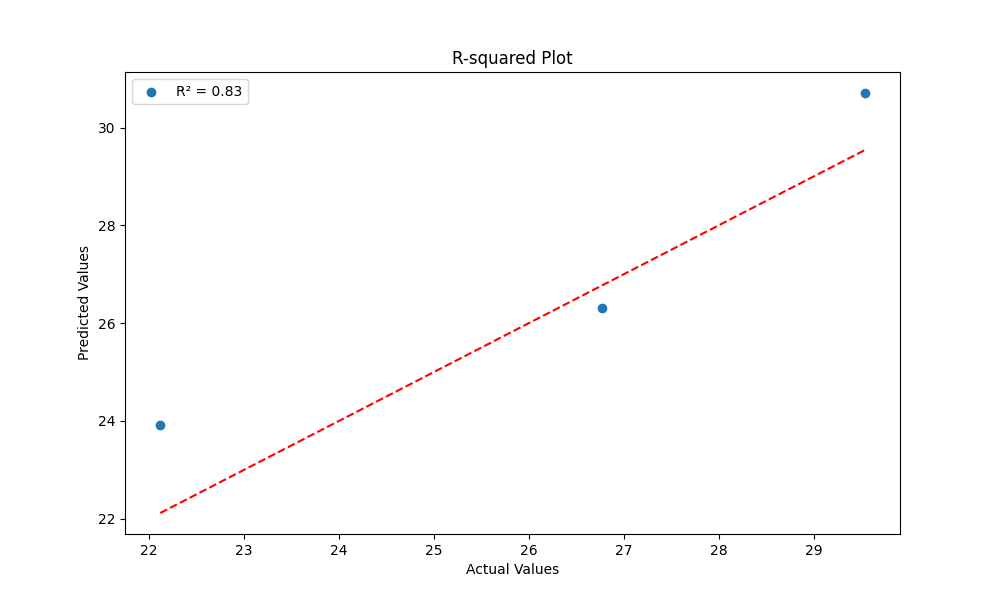 R-squared Plot
R² = 0.83
Predicted Values
30
28
26
24
22
22 23 24 25 26 27 28 29
Actual Values